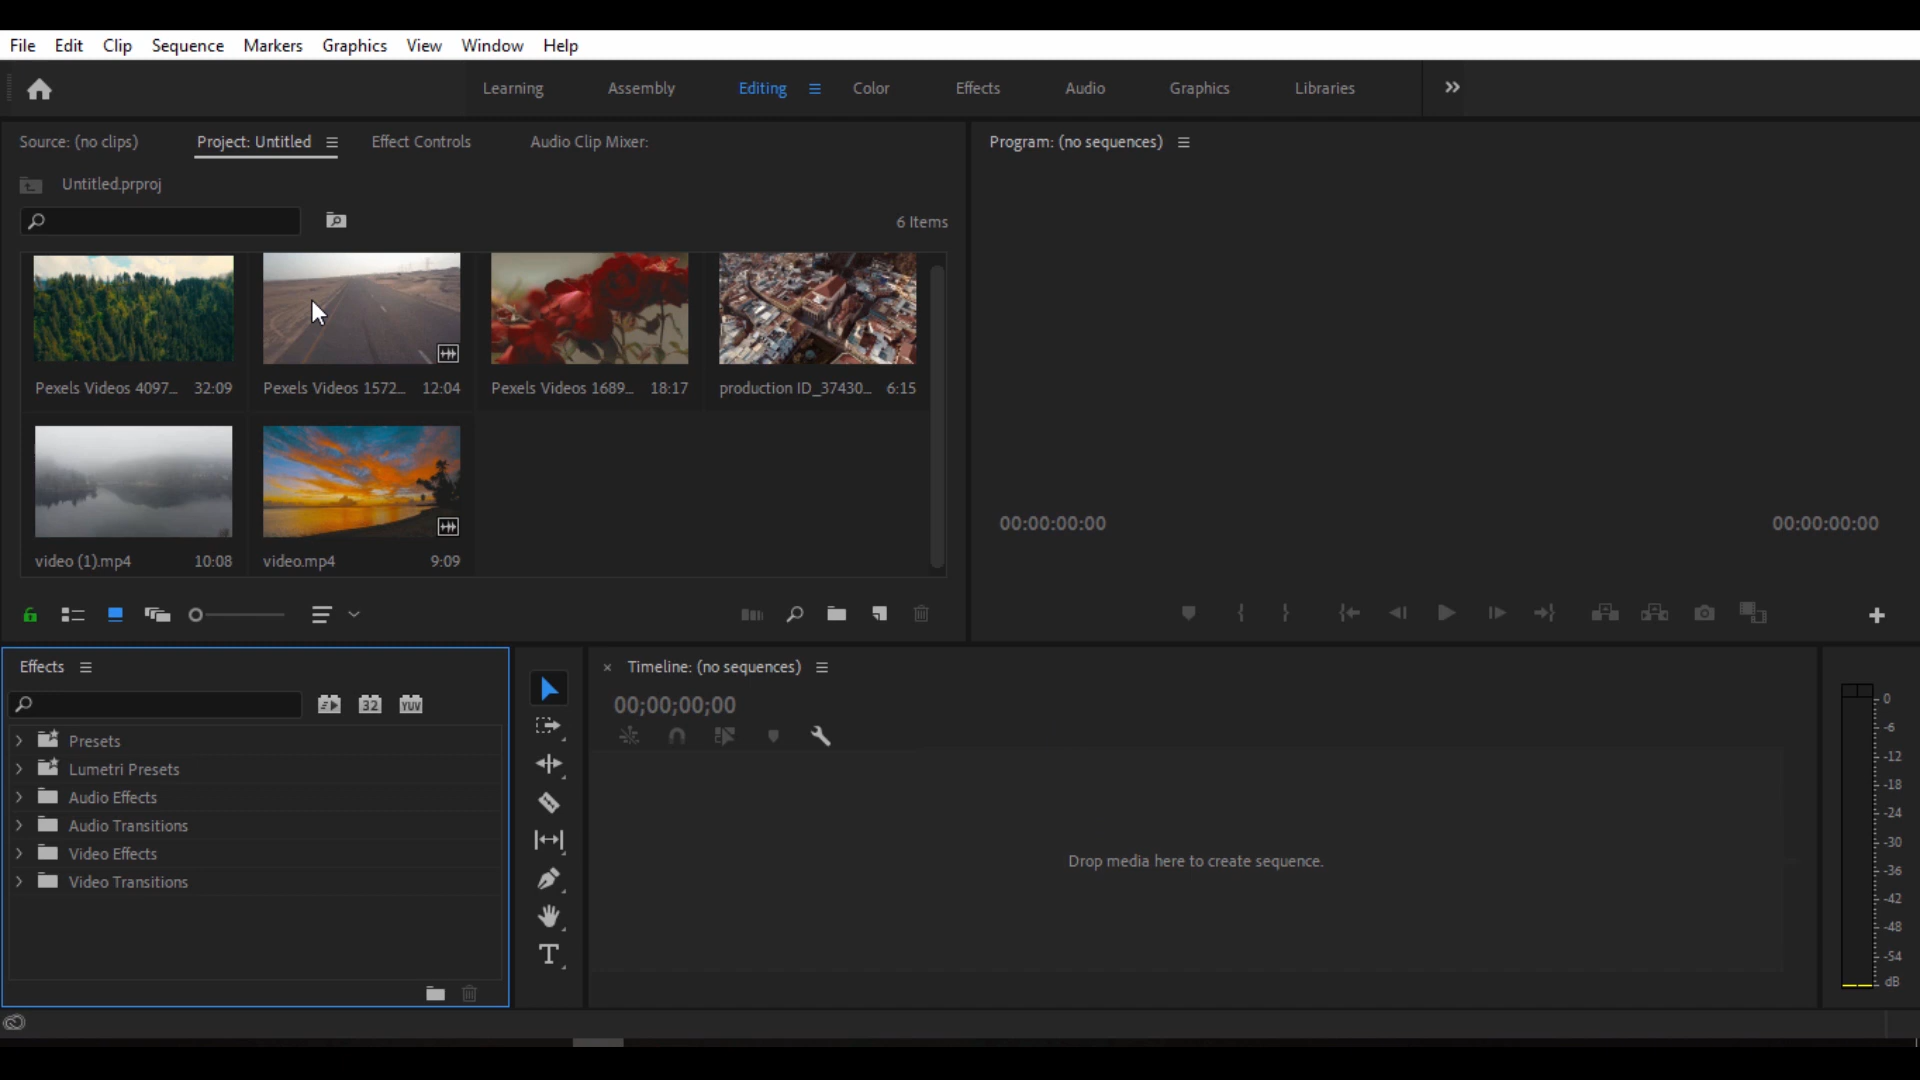 File Edit Clip Sequence Markers Graphics View Window Help
Learning Assembly Editing Color Effects Audio Graphics Libraries
Source: (no clips) Project: Untitled Effect Controls Audio Clip Mixer:
Program: (no sequences)
Untitled.prproj
6 Items
Pexels Videos 4097... 32:09
Pexels Videos 1572... 12:04
Pexels Videos 1689... 18:17
production ID_37430... 6:15
video (1).mp4 10:08
video.mp4 9:09
00:00:00:00 00:00:00:00
Effects
32 YUV
Presets
Lumetri Presets
Audio Effects
Audio Transitions
Video Effects
Video Transitions
Timeline: (no sequences)
00;00;00;00
Drop media here to create sequence.
0
-6
-12
-18
-24
-30
-36
-42
-48
-54
dB